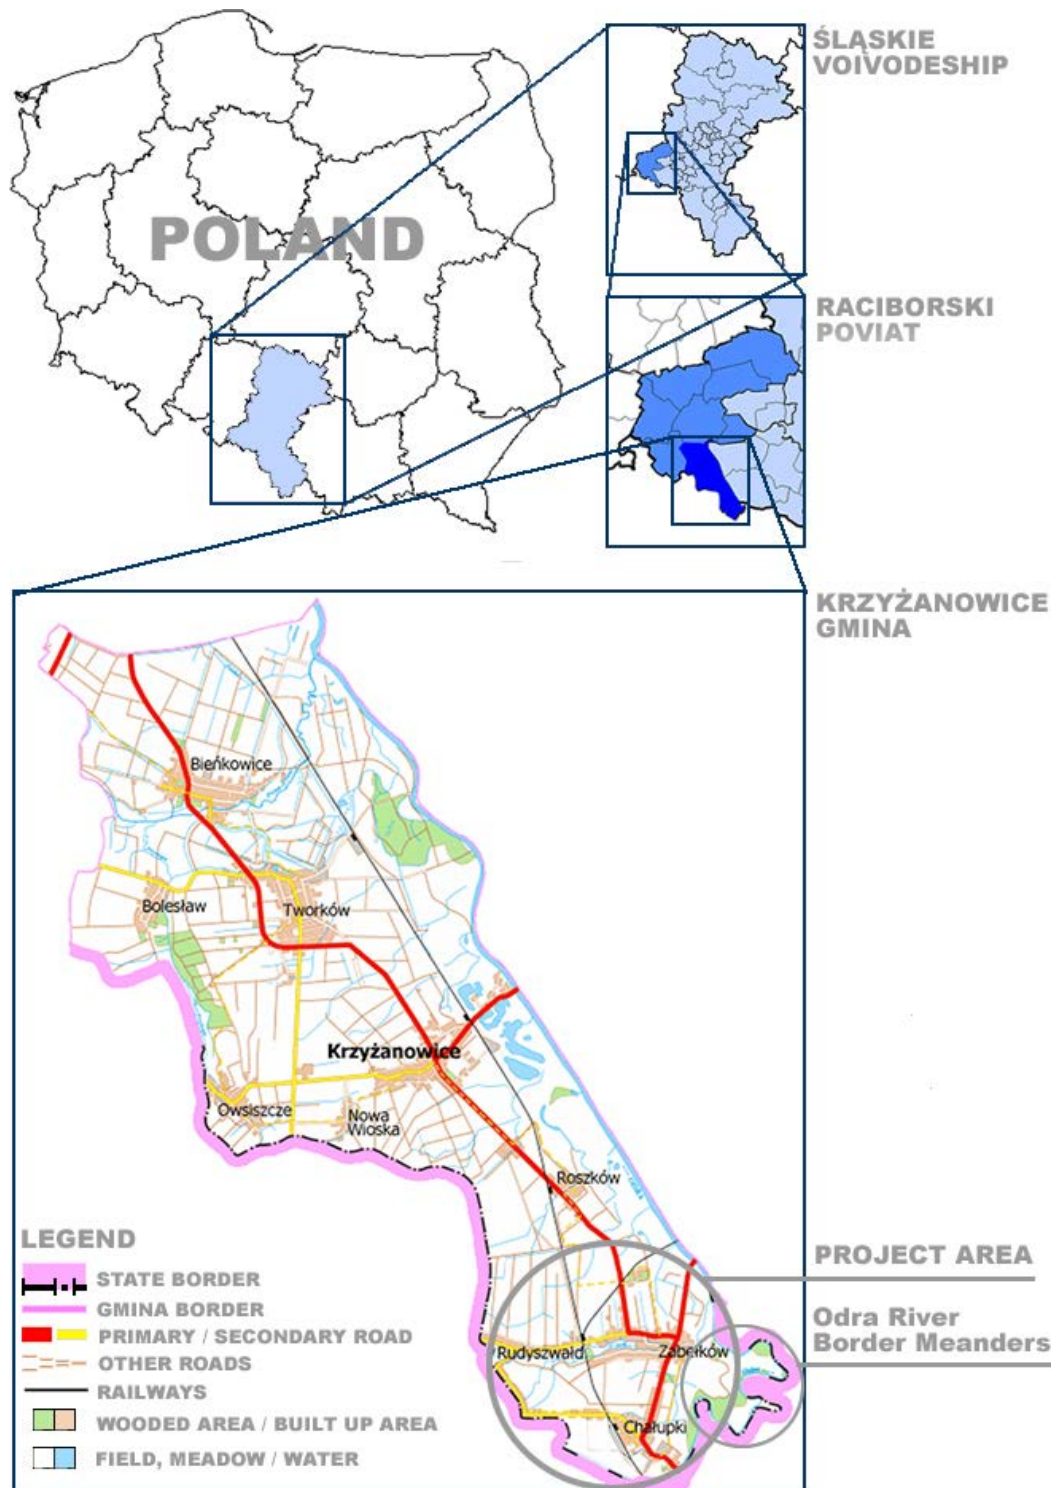 ŚLĄSKIE
VOIVODESHIP
POLAND
RACIBORSKI
POVIAT
KRZYŻANOWICE
GMINA
Bieńkowice
Bolesław
Tworków
Krzyżanowice
Owsiszcze
Nowa
Wioska
Roszków
LEGEND
STATE BORDER
GMINA BORDER
PRIMARY / SECONDARY ROAD
OTHER ROADS
RAILWAYS
WOODED AREA / BUILT UP AREA
FIELD, MEADOW / WATER
PROJECT AREA
Odra River
Border Meanders
Rudyszwałd
Zabełków
Chałupki